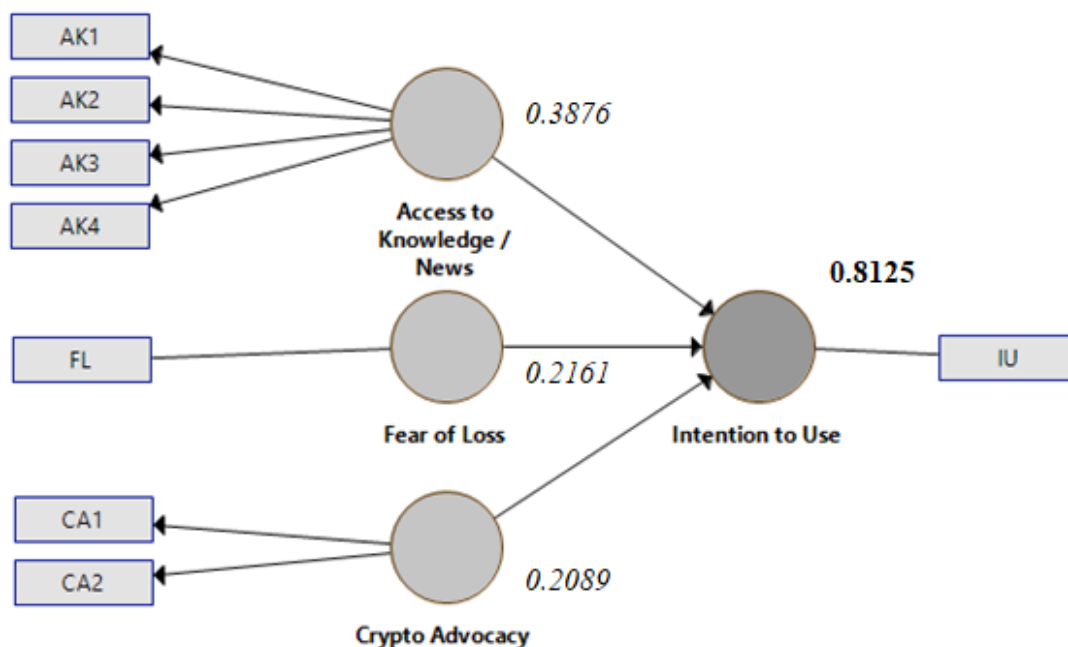 AK1
AK2
AK3
AK4
0.3876
Access to
Knowledge /
News
0.8125
FL
0.2161
IU
Fear of Loss
Intention to Use
CA1
CA2
0.2089
Crypto Advocacy